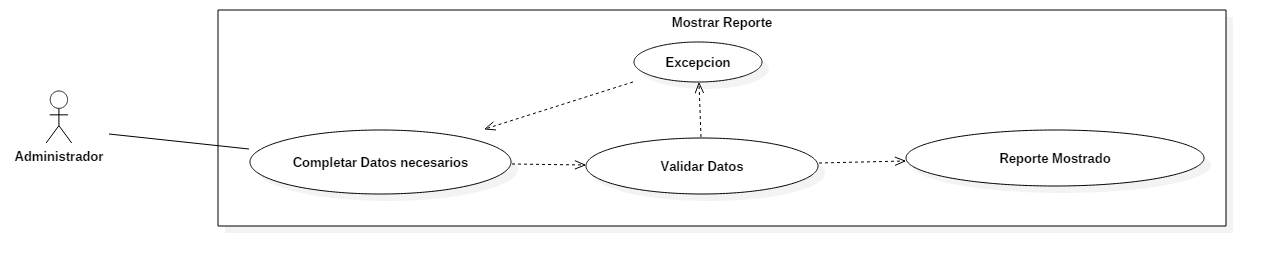 Mostrar Reporte
Excepcion
Administrador
Completar Datos necesarios
Validar Datos
Reporte Mostrado